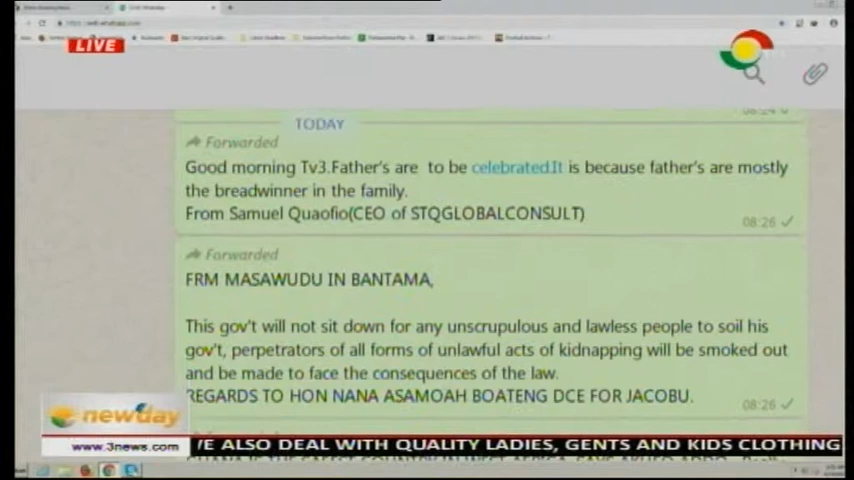 LIVE
TODAY
Forwarded
Good morning Tv3.Father's are to be celebrated.It is because father's are mostly
the breadwinner in the family.
From Samuel Quaofio(CEO of STQGLOBALCONSULT)
08:26
Forwarded
FRM MASAWUDU IN BANTAMA,
This gov't will not sit down for any unscrupulous and lawless people to soil his
gov't, perpetrators of all forms of unlawful acts of kidnapping will be smoked out
and be made to face the consequences of the law.
REGARDS TO HON NANA ASAMOAH BOATENG DCE FOR JACOBU.
08:26
newday
www.3news.com
VE ALSO DEAL WITH QUALITY LADIES, GENTS AND KIDS CLOTHING